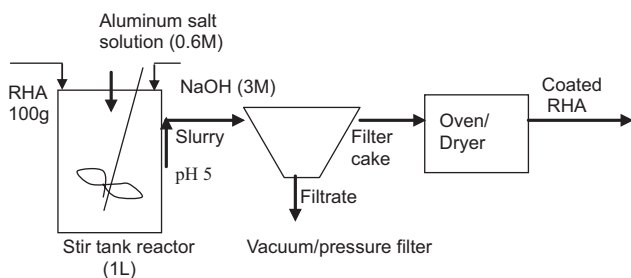 Aluminum salt
solution (0.6M)
RHA
100g
NaOH (3M)
Slurry
pH 5
Filter
cake
Oven/
Dryer
Coated
RHA
Filtrate
Stir tank reactor
(1L)
Vacuum/pressure filter